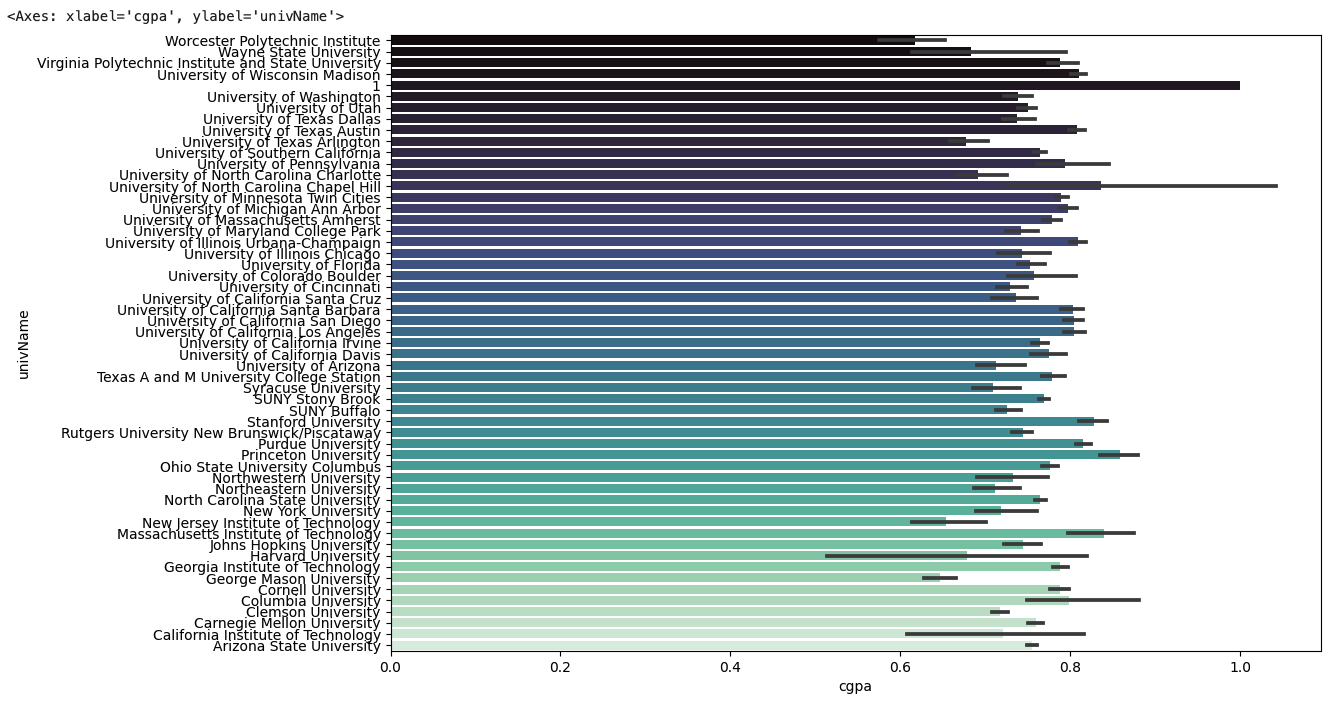 <Axes: xlabel='cgpa', ylabel='univName'>
Worcester Polytechnic Institute
Wayne State University
Virginia Polytechnic Institute and State University
University of Wisconsin Madison
1
University of Washington
University of Utah
University of Texas Dallas
University of Texas Austin
University of Texas Arlington
University of Southern California
University of Pennsylvania
University of North Carolina Charlotte
University of North Carolina Chapel Hill
University of Minnesota Twin Cities
University of Michigan Ann Arbor
University of Massachusetts Amherst
University of Maryland College Park
University of Illinois Urbana-Champaign
University of Illinois Chicago
University of Florida
University of Colorado Boulder
University of Cincinnati
University of California Santa Cruz
University of California Santa Barbara
University of California San Diego
University of California Los Angeles
University of California Irvine
University of California Davis
University of Arizona
Texas A and M University College Station
Syracuse University
SUNY Stony Brook
SUNY Buffalo
Stanford University
Rutgers University New Brunswick/Piscataway
Purdue University
Princeton University
Ohio State University Columbus
Northwestern University
Northeastern University
North Carolina State University
New York University
New Jersey Institute of Technology
Massachusetts Institute of Technology
Johns Hopkins University
Harvard University
Georgia Institute of Technology
George Mason University
Cornell University
Columbia University
Clemson University
Carnegie Mellon University
California Institute of Technology
Arizona State University
univName
0.0 0.2 0.4 0.6 0.8 1.0
cgpa